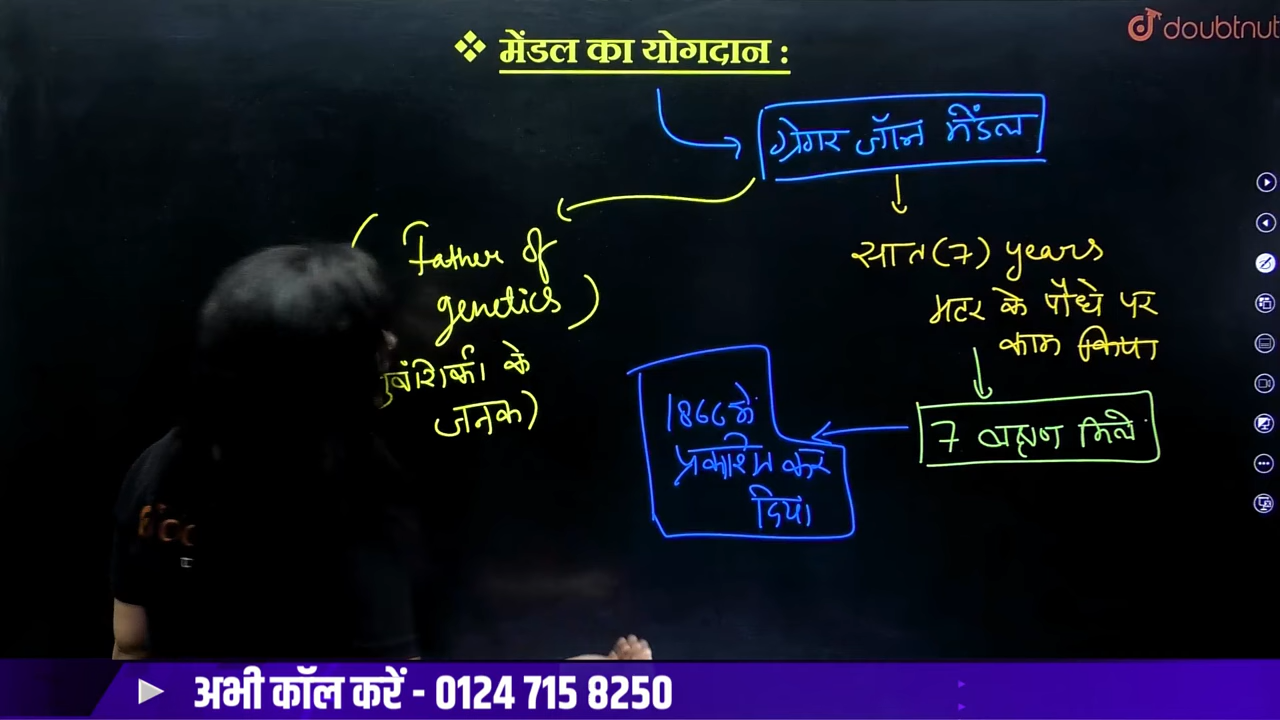 ❖ मेंडल का योगदान :
doubtnut
ग्रेगर जॉन मेंडल
(Father of
genetics)
के
जनक)
सात(7) years
मटर के पौधे पर
काम किया
7 लक्षण मिले
1866 में
प्रकाशित कर
दिया
अभी कॉल करें - 0124 715 8250